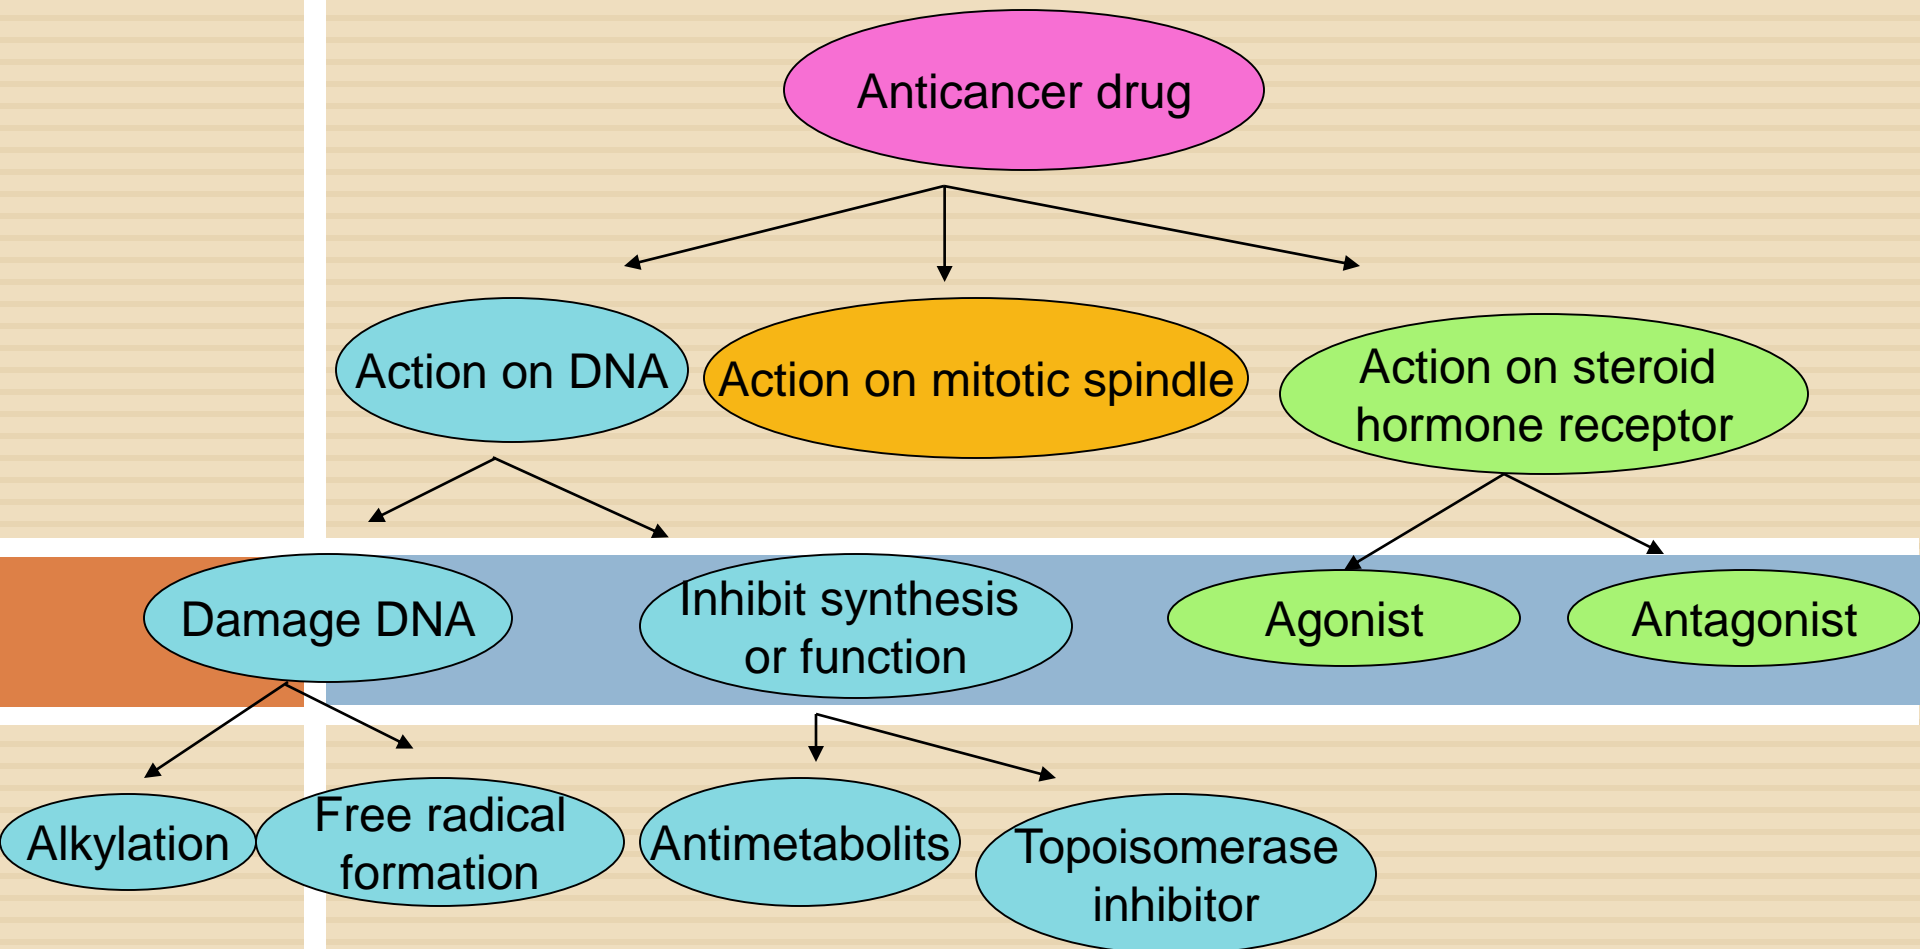 Anticancer drug
Action on DNA
Action on mitotic spindle
Action on steroid
hormone receptor
Damage DNA
Inhibit synthesis
or function
Agonist
Antagonist
Alkylation
Free radical
formation
Antimetabolits
Topoisomerase
inhibitor